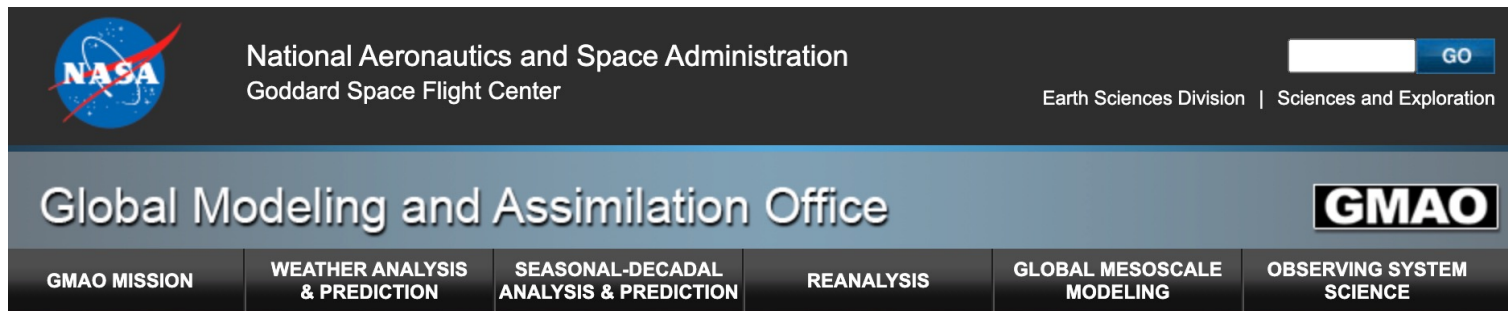 NASA
National Aeronautics and Space Administration
Goddard Space Flight Center
GO
Earth Sciences Division | Sciences and Exploration
Global Modeling and Assimilation Office
GMAO
GMAO MISSION
WEATHER ANALYSIS
& PREDICTION
SEASONAL-DECADAL
ANALYSIS & PREDICTION
REANALYSIS
GLOBAL MESOSCALE
MODELING
OBSERVING SYSTEM
SCIENCE